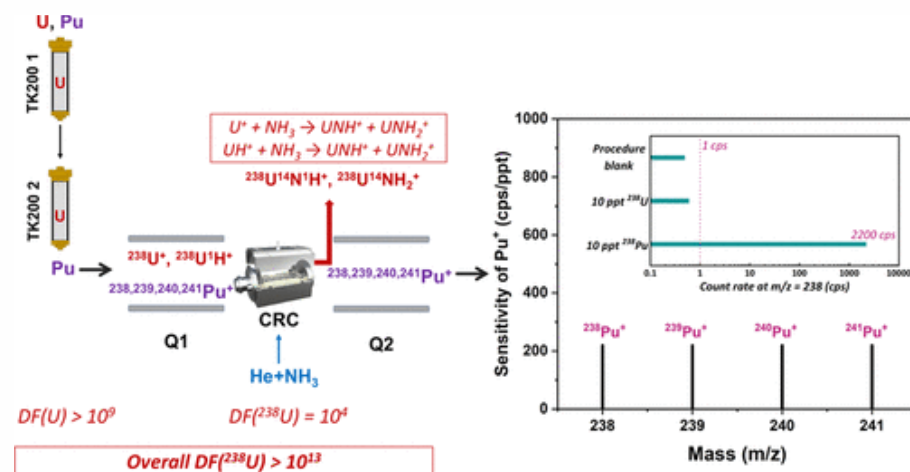 U, Pu
TK200 1
U
TK200 2
U
Pu
U⁺ + NH₃ → UNH⁺ + UNH₂⁺
UH⁺ + NH₃ → UNH⁺ + UNH₂⁺
²³⁸U¹⁴N¹H⁺, ²³⁸U¹⁴NH₂⁺
²³⁸U⁺, ²³⁸U¹H⁺
²³⁸,²³⁹,²⁴⁰,²⁴¹Pu⁺
Q1
CRC
He+NH₃
²³⁸,²³⁹,²⁴⁰,²⁴¹Pu⁺
Q2
DF(U) > 10⁹
DF(²³⁸U) = 10⁴
Overall DF(²³⁸U) > 10¹³
Sensitivity of Pu⁺ (cps/ppt)
1000
800
600
400
200
0
Procedure
blank
10 ppt ²³⁸U
10 ppt ²³⁸Pu
1 cps
2200 cps
0.1 1 10 100 1000 10000
Count rate at m/z = 238 (cps)
²³⁸Pu⁺ ²³⁹Pu⁺ ²⁴⁰Pu⁺ ²⁴¹Pu⁺
238 239 240 241
Mass (m/z)